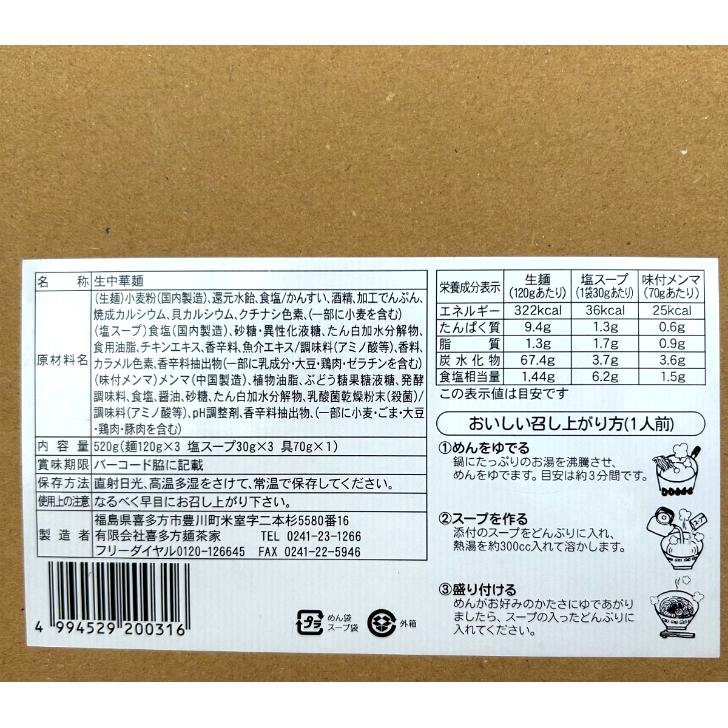 名　称 生中華麺
原材料名
(生麺)小麦粉(国内製造)、還元水飴、食塩/かんすい、酒精、加工でんぷん、
焼成カルシウム、貝カルシウム、クチナシ色素、(一部に小麦を含む)
(塩スープ)食塩(国内製造)、砂糖・異性化液糖、たん白加水分解物、
食用油脂、チキンエキス、香辛料、魚介エキス/調味料(アミノ酸等)、香料、
カラメル色素、香辛料抽出物(一部に乳成分・大豆・鶏肉・ゼラチンを含む)
(味付メンマ)メンマ(中国製造)、植物油脂、ぶどう糖果糖液糖、発酵
調味料、食塩、醤油、砂糖、たん白加水分解物、乳酸菌乾燥粉末(殺菌)/
調味料(アミノ酸等)、pH調整剤、香辛料抽出物、(一部に小麦・ごま・大豆
・鶏肉・豚肉を含む)
内容量 520g(麺120g×3 塩スープ30g×3 具70g×1)
賞味期限 バーコード脇に記載
保存方法 直射日光、高温多湿をさけて、常温で保存してください。
使用上の注意 なるべく早目にお召し上がり下さい。
製造者
福島県喜多方市豊川町米室字二本杉5580番16
有限会社喜多方麺茶家 TEL 0241-23-1266
フリーダイヤル0120-126645 FAX 0241-22-5946
4 994529 200316
プラ めん袋
スープ袋
外箱
栄養成分表示 生麺(120gあたり) 塩スープ(1袋30gあたり) 味付メンマ(70gあたり)
エネルギー 322kcal 36kcal 25kcal
たんぱく質 9.4g 1.3g 0.6g
脂質 1.3g 1.7g 0.9g
炭水化物 67.4g 3.7g 3.6g
食塩相当量 1.44g 6.2g 1.5g
この表示値は目安です
おいしい召し上がり方(1人前)
①めんをゆでる
鍋にたっぷりのお湯を沸騰させ、
めんをゆでます。目安は約3分間です。
②スープを作る
添付のスープをどんぶりに入れ、
熱湯を約300cc入れて溶かします。
③盛り付ける
めんがお好みのかたさにゆであがり
ましたら、スープの入ったどんぶりに
入れてください。